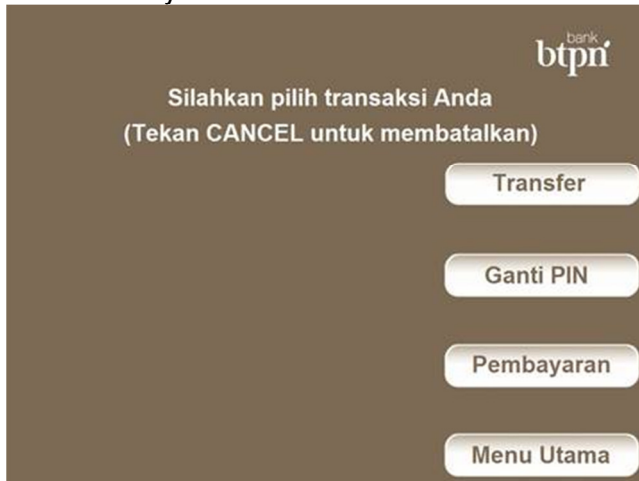 bank
btpn
Silahkan pilih transaksi Anda
(Tekan CANCEL untuk membatalkan)
Transfer
Ganti PIN
Pembayaran
Menu Utama